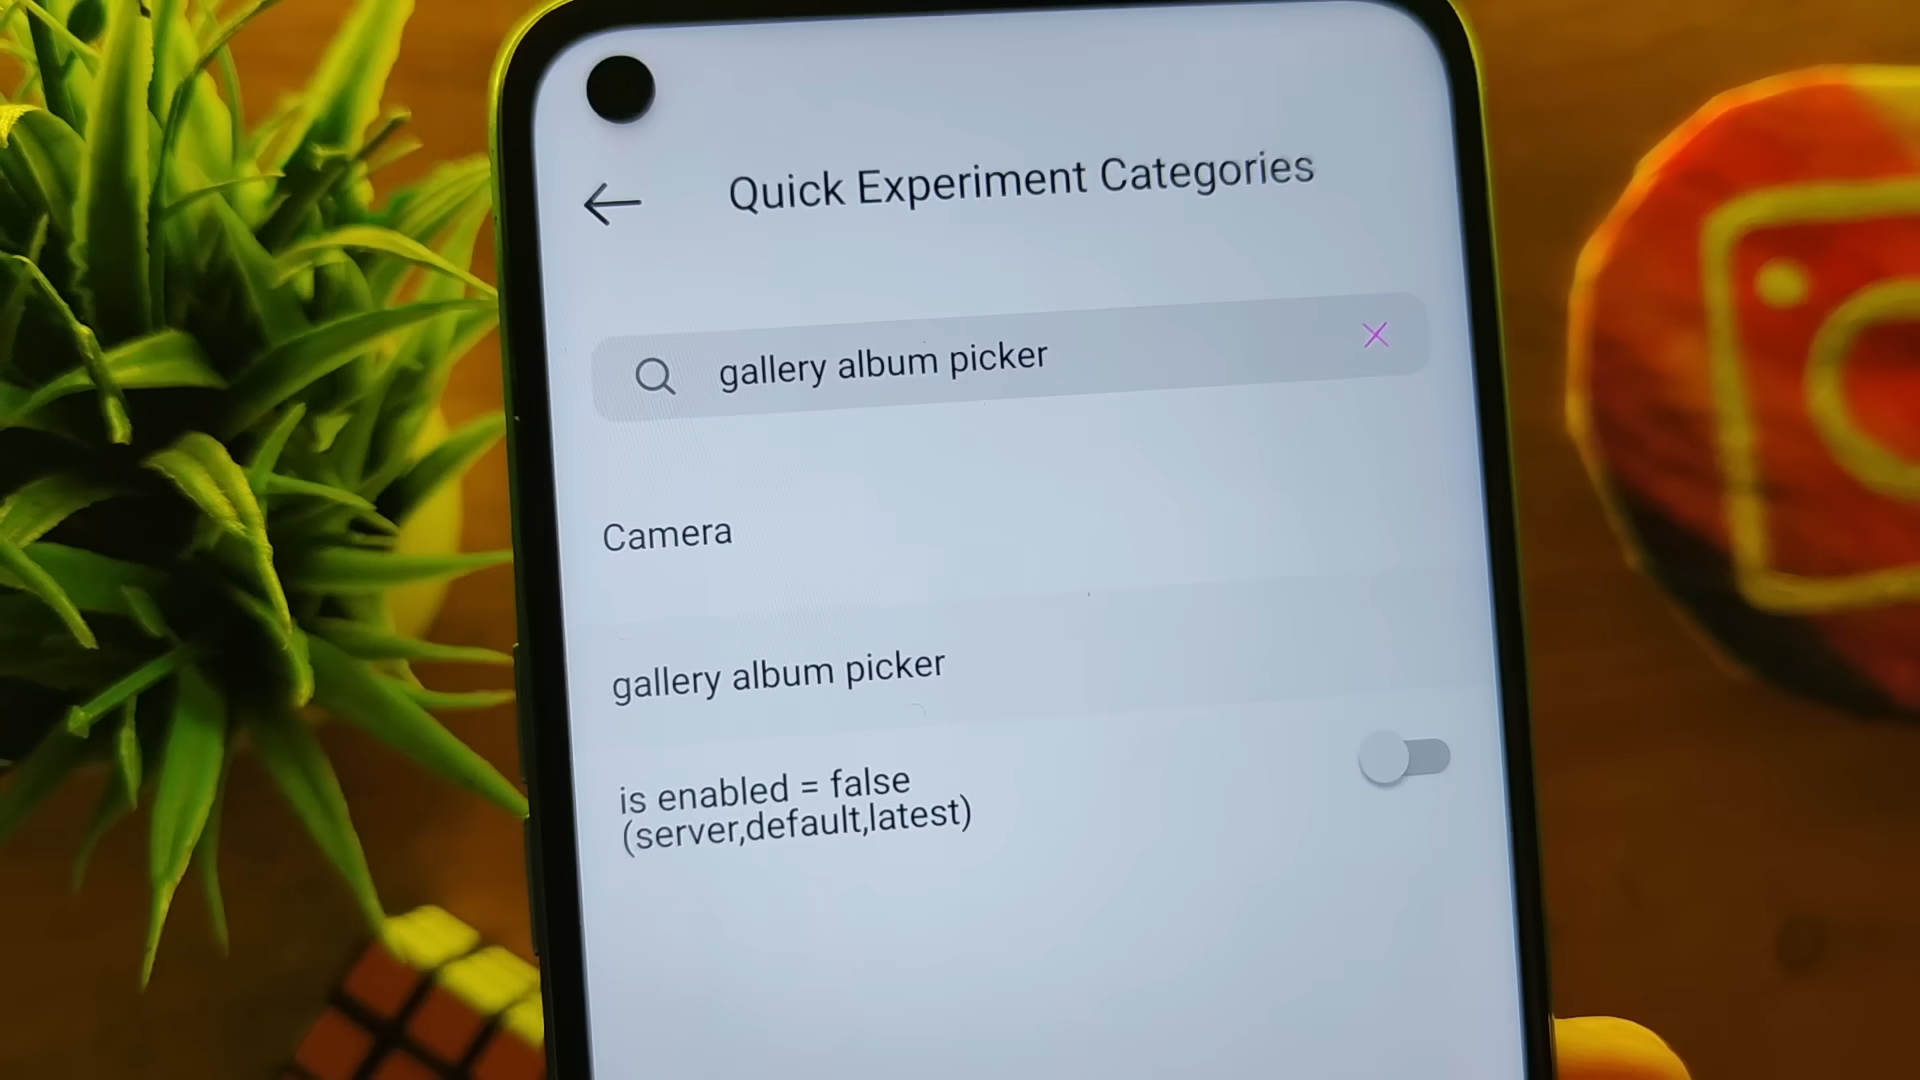 Quick Experiment Categories
gallery album picker
Camera
gallery album picker
is enabled = false
(server,default,latest)